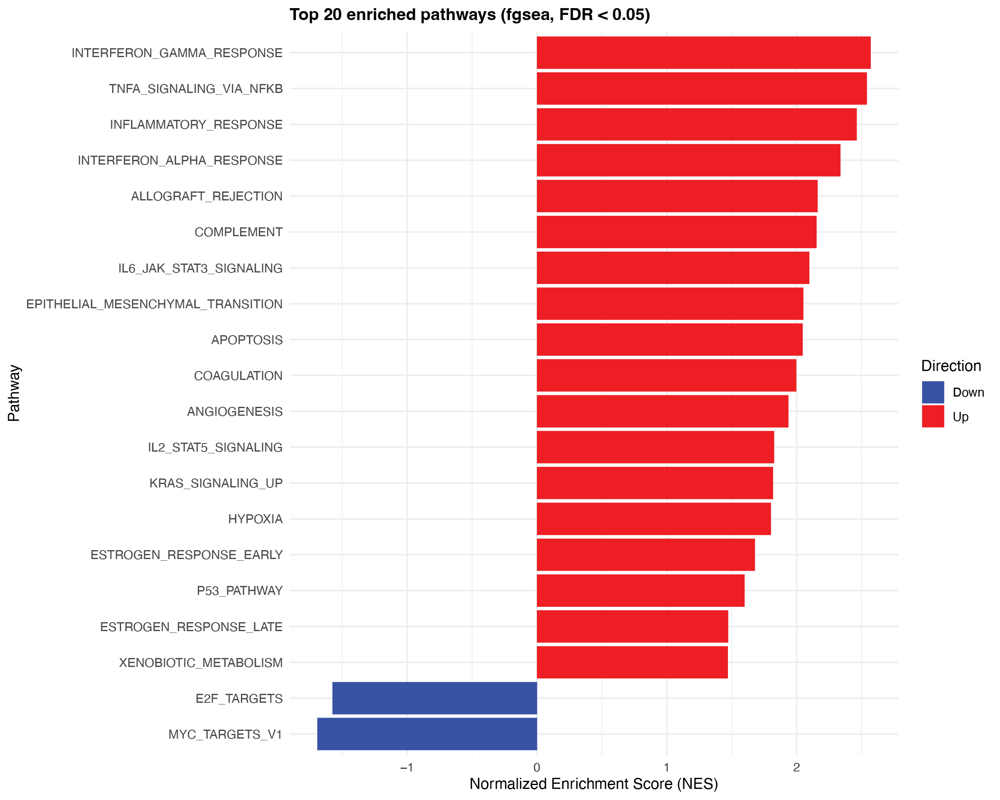 Top 20 enriched pathways (fgsea, FDR < 0.05)
INTERFERON_GAMMA_RESPONSE
TNFA_SIGNALING_VIA_NFKB
INFLAMMATORY_RESPONSE
INTERFERON_ALPHA_RESPONSE
ALLOGRAFT_REJECTION
COMPLEMENT
IL6_JAK_STAT3_SIGNALING
EPITHELIAL_MESENCHYMAL_TRANSITION
APOPTOSIS
COAGULATION
ANGIOGENESIS
IL2_STAT5_SIGNALING
KRAS_SIGNALING_UP
HYPOXIA
ESTROGEN_RESPONSE_EARLY
P53_PATHWAY
ESTROGEN_RESPONSE_LATE
XENOBIOTIC_METABOLISM
E2F_TARGETS
MYC_TARGETS_V1
Pathway
−1 0 1 2
Normalized Enrichment Score (NES)
Direction
Down
Up